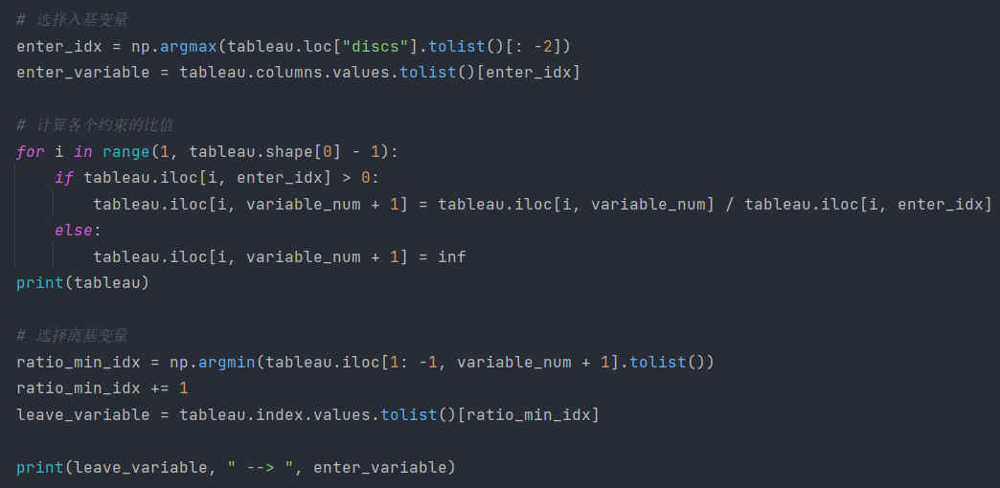 # 选择入基变量
enter_idx = np.argmax(tableau.loc["discs"].tolist()[: -2])
enter_variable = tableau.columns.values.tolist()[enter_idx]
# 计算各个约束的比值
for i in range(1, tableau.shape[0] - 1):
    if tableau.iloc[i, enter_idx] > 0:
        tableau.iloc[i, variable_num + 1] = tableau.iloc[i, variable_num] / tableau.iloc[i, enter_idx]
    else:
        tableau.iloc[i, variable_num + 1] = inf
print(tableau)
# 选择离基变量
ratio_min_idx = np.argmin(tableau.iloc[1: -1, variable_num + 1].tolist())
ratio_min_idx += 1
leave_variable = tableau.index.values.tolist()[ratio_min_idx]
print(leave_variable, " --> ", enter_variable)